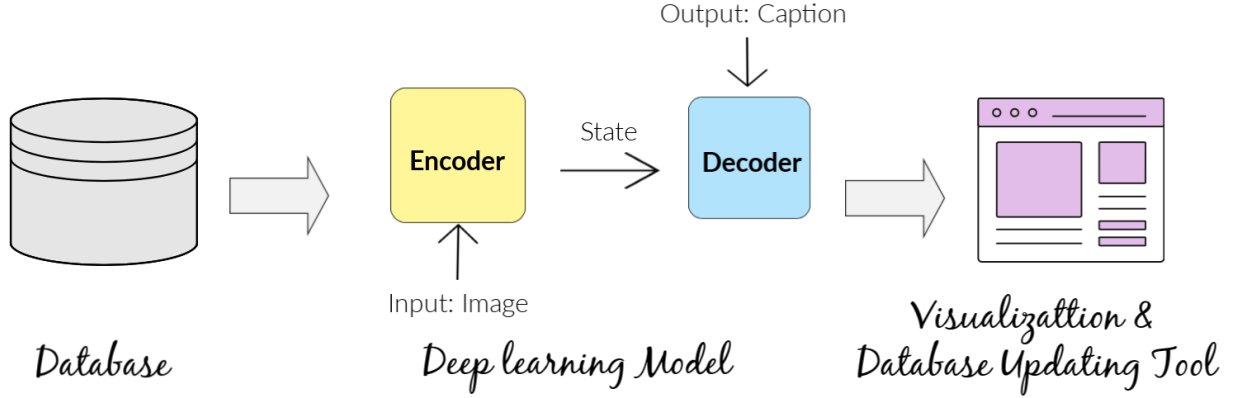 Output: Caption
Encoder
State
Decoder
Input: Image
Database
Deep learning Model
Visualizattion &
Database Updating Tool